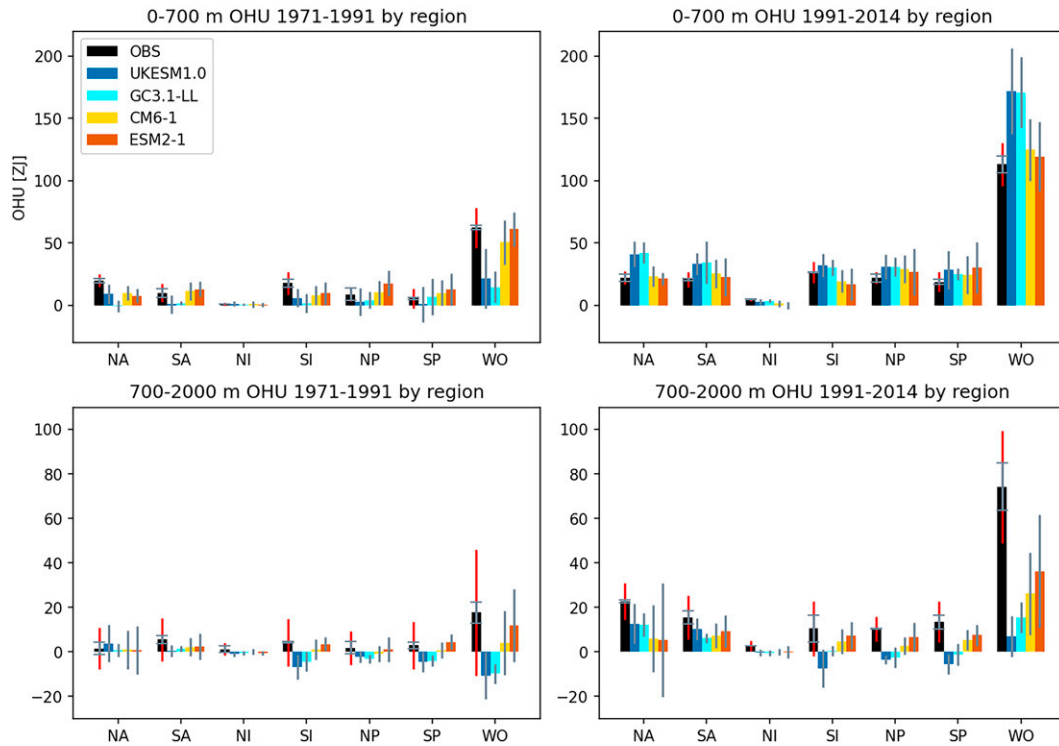 0-700 m OHU 1971-1991 by region
200
150
100
50
0
OHU [ZJ]
OBS
UKESM1.0
GC3.1-LL
CM6-1
ESM2-1
NA SA NI SI NP SP WO
0-700 m OHU 1991-2014 by region
200
150
100
50
0
NA SA NI SI NP SP WO
700-2000 m OHU 1971-1991 by region
100
80
60
40
20
0
−20
NA SA NI SI NP SP WO
700-2000 m OHU 1991-2014 by region
100
80
60
40
20
0
−20
NA SA NI SI NP SP WO